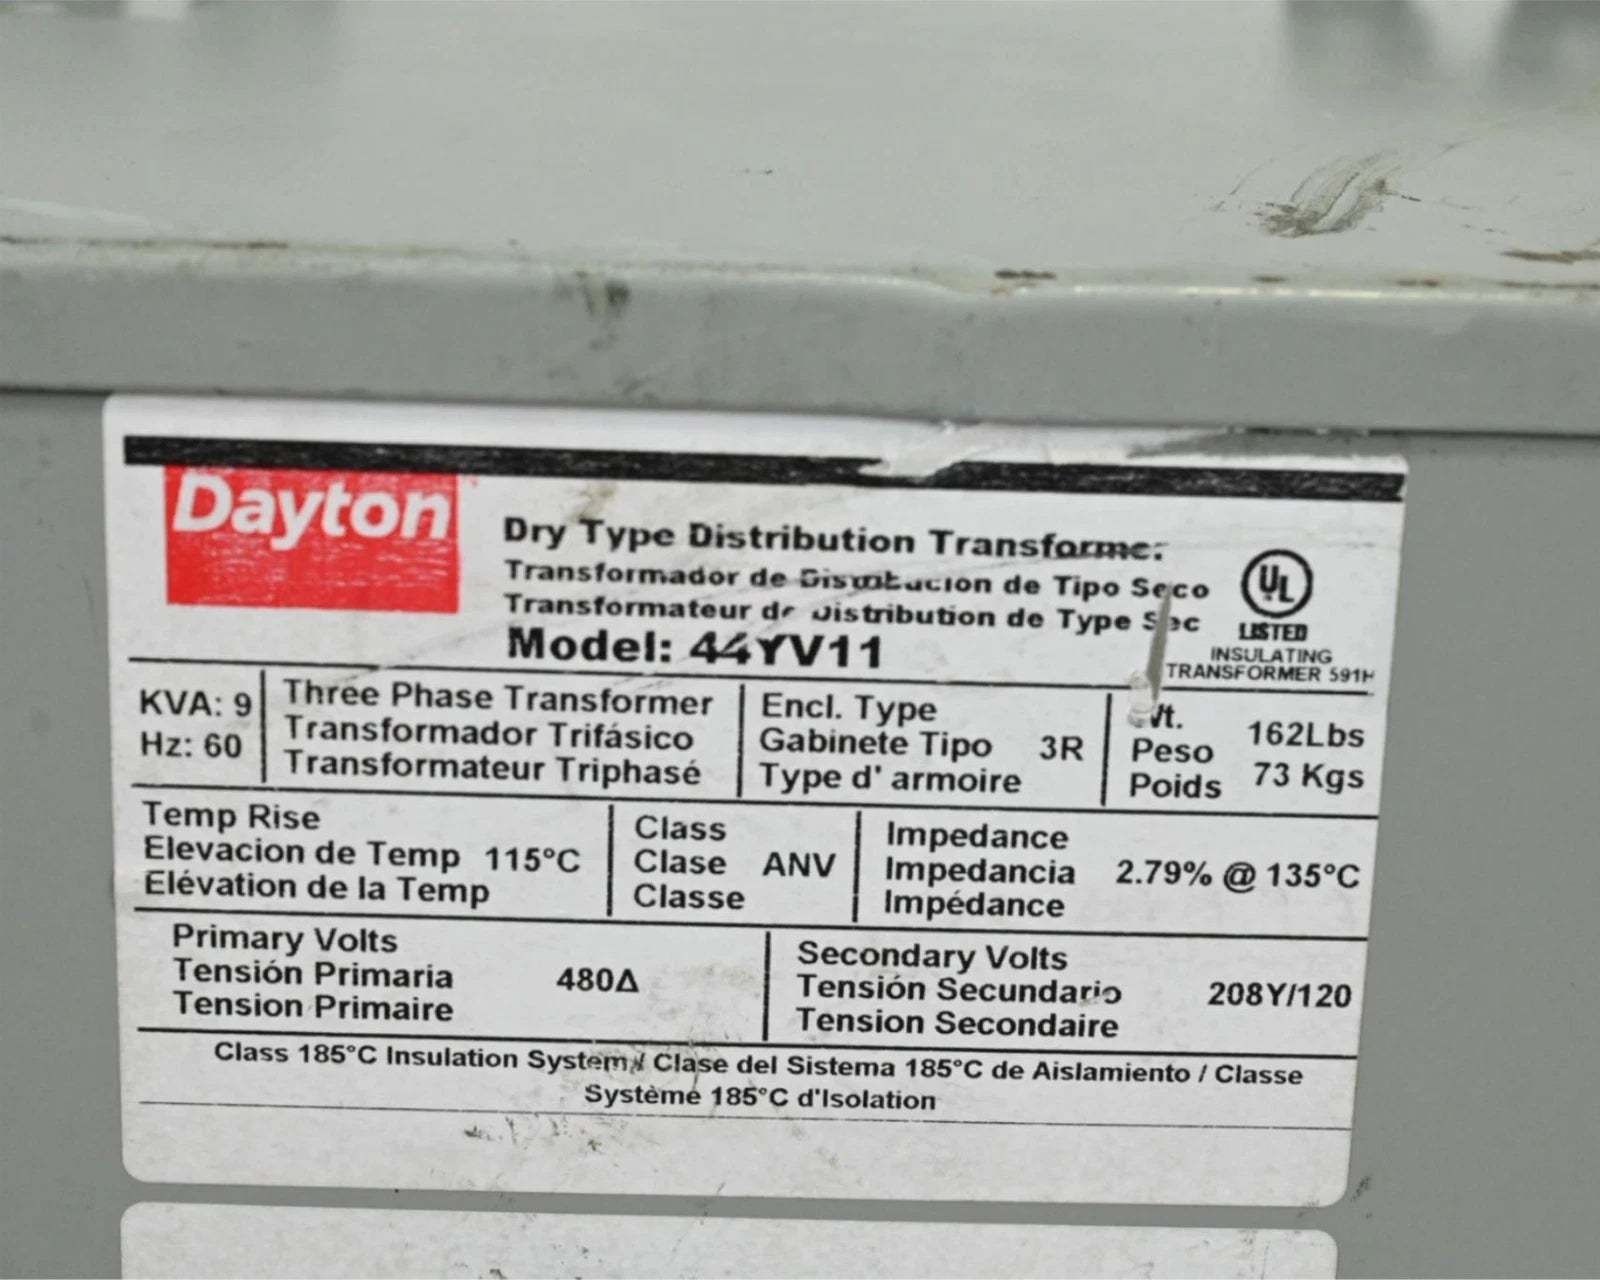 Dayton
Dry Type Distribution Transformer
Transformador de Distribucion de Tipo Seco
Transformateur de Distribution de Type Sec
Model: 44YV11
UL
LISTED
INSULATING
TRANSFORMER 591H
KVA: 9
Hz: 60
Three Phase Transformer
Transformador Trifásico
Transformateur Triphasé
Encl. Type
Gabinete Tipo 3R
Type d' armoire
Wt. 162Lbs
Peso
Poids 73 Kgs
Temp Rise
Elevacion de Temp 115°C
Elévation de la Temp
Class
Clase ANV
Classe
Impedance
Impedancia 2.79% @ 135°C
Impédance
Primary Volts
Tensión Primaria 480Δ
Tension Primaire
Secondary Volts
Tensión Secundario 208Y/120
Tension Secondaire
Class 185°C Insulation System / Clase del Sistema 185°C de Aislamiento / Classe
Système 185°C d'Isolation